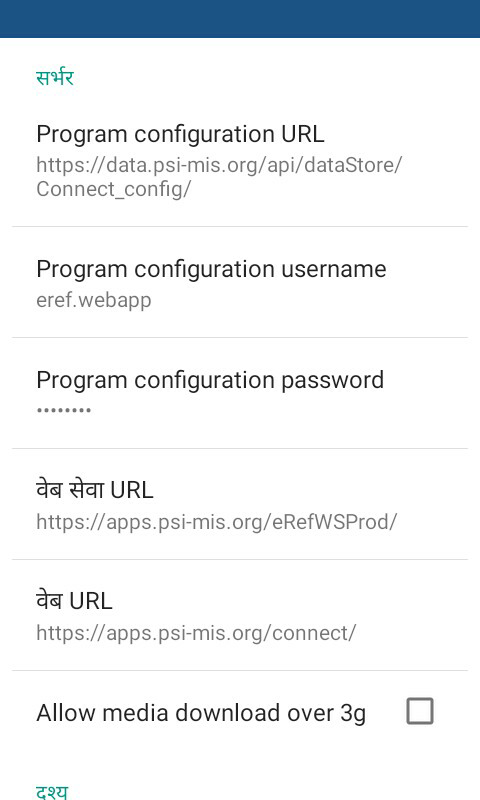 सर्भर
Program configuration URL
https://data.psi-mis.org/api/dataStore/
Connect_config/
Program configuration username
eref.webapp
Program configuration password
••••••••
वेब सेवा URL
https://apps.psi-mis.org/eRefWSProd/
वेब URL
https://apps.psi-mis.org/connect/
Allow media download over 3g
दृश्य